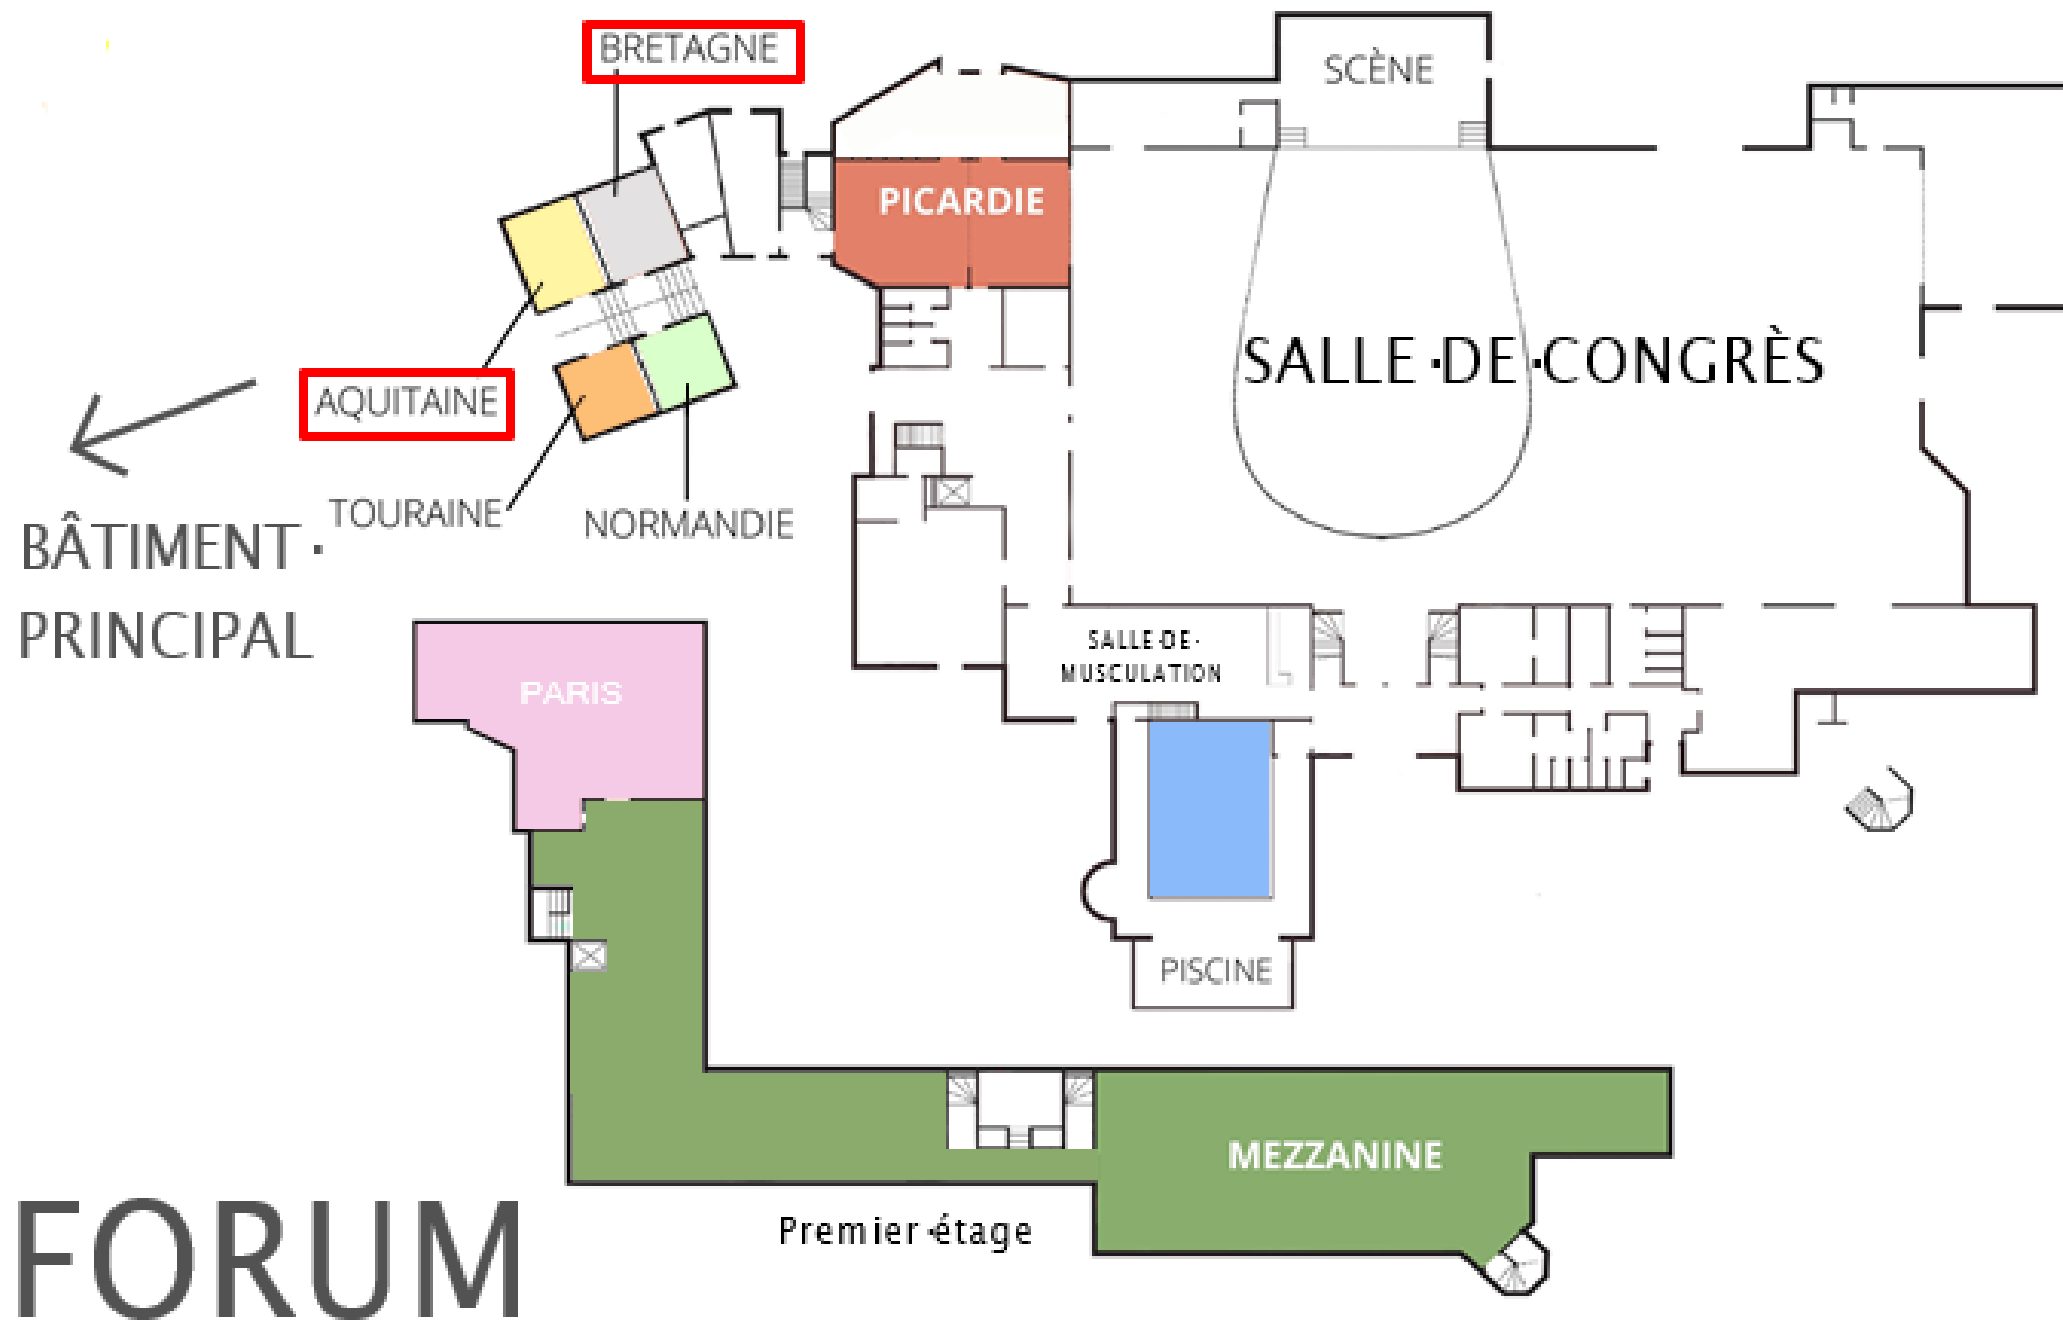 BRETAGNE
SCÈNE
PICARDIE
SALLE·DE·CONGRÈS
AQUITAINE
TOURAINE
NORMANDIE
BÂTIMENT·
PRINCIPAL
SALLE·DE·
MUSCULATION
PARIS
PISCINE
MEZZANINE
Premier·étage
FORUM